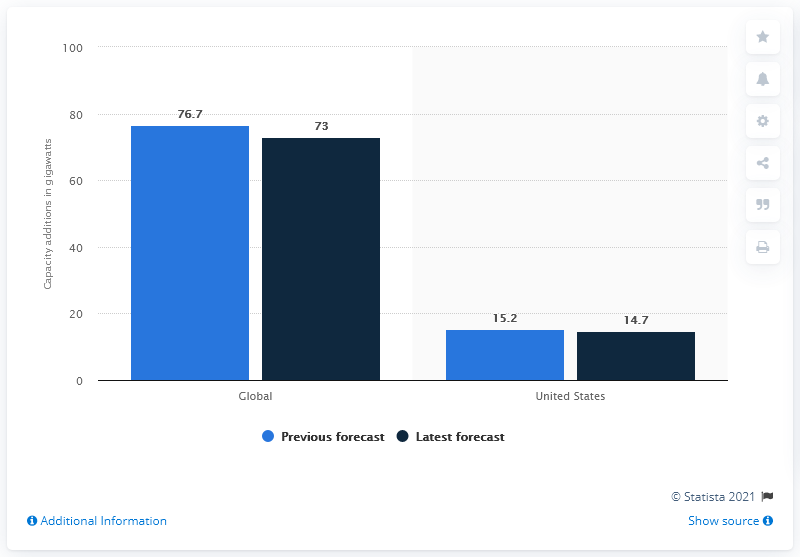 100
80
60
40
20
0
Capacity additions in gigawatts
76.7
73
15.2
14.7
Global
United States
Previous forecast
Latest forecast
© Statista 2021
Additional Information
Show source